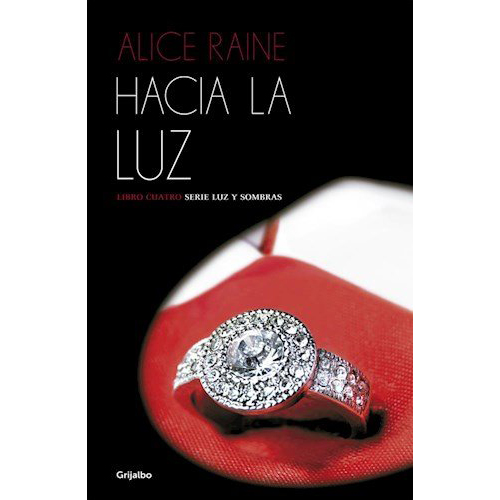 ALICE RAINE
HACIA LA
LUZ
LIBRO CUATRO SERIE LUZ Y SOMBRAS
Grijalbo